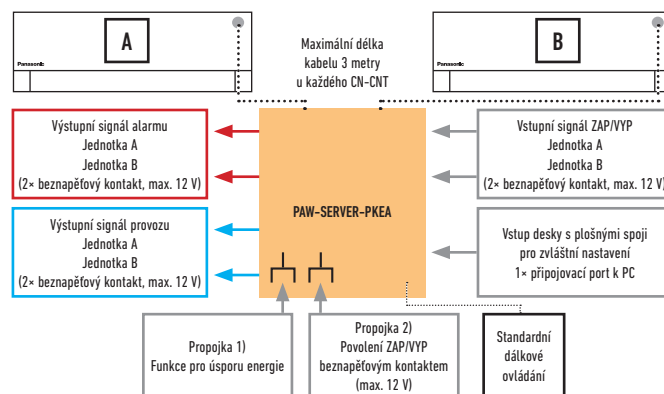 A
Panasonic
Maximální délka
kabelu 3 metry
u každého CN-CNT
B
Panasonic
Výstupní signál alarmu
Jednotka A
Jednotka B
(2× beznapěťový kontakt, max. 12 V)
Výstupní signál provozu
Jednotka A
Jednotka B
(2× beznapěťový kontakt, max. 12 V)
PAW-SERVER-PKEA
Vstupní signál ZAP/VYP
Jednotka A
Jednotka B
(2× beznapěťový kontakt, max. 12 V)
Vstup desky s plošnými spoji
pro zvláštní nastavení
1× připojovací port k PC
Propojka 1)
Funkce pro úsporu energie
Propojka 2)
Povolení ZAP/VYP
beznapěťovým kontaktem
(max. 12 V)
Standardní
dálkové
ovládání